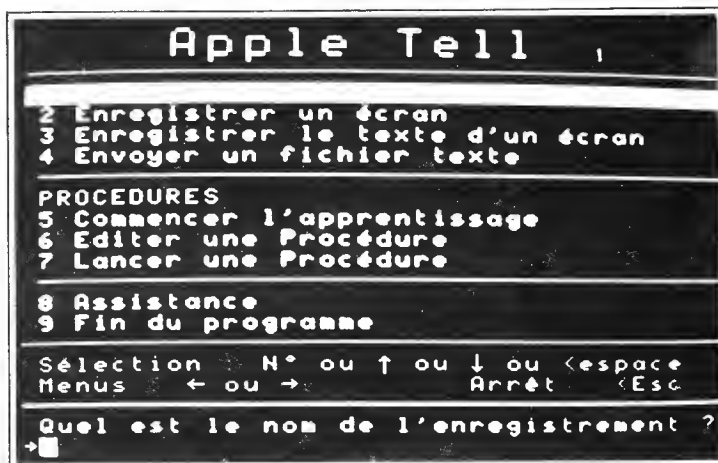 Apple Tell 1
2 Enregistrer un écran
3 Enregistrer le texte d'un écran
4 Envoyer un fichier texte
PROCEDURES
5 Commencer l'apprentissage
6 Editer une Procédure
7 Lancer une Procédure
8 Assistance
9 Fin du programme
Sélection N° ou ↑ ou ↓ ou <espace
Menus ← ou → Arrêt <Esc
Quel est le nom de l'enregistrement ?
→